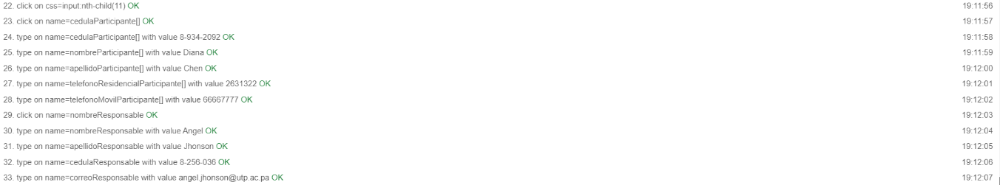 22. click on css=input:nth-child(11) OK 19:11:56
23. click on name=cedulaParticipante[] OK 19:11:57
24. type on name=cedulaParticipante[] with value 8-934-2092 OK 19:11:58
25. type on name=nombreParticipante[] with value Diana OK 19:11:59
26. type on name=apellidoParticipante[] with value Chen OK 19:12:00
27. type on name=telefonoResidencialParticipante[] with value 2631322 OK 19:12:01
28. type on name=telefonoMovilParticipante[] with value 66667777 OK 19:12:02
29. click on name=nombreResponsable OK 19:12:03
30. type on name=nombreResponsable with value Angel OK 19:12:04
31. type on name=apellidoResponsable with value Jhonson OK 19:12:05
32. type on name=cedulaResponsable with value 8-256-036 OK 19:12:06
33. type on name=correoResponsable with value angel.jhonson@utp.ac.pa OK 19:12:07